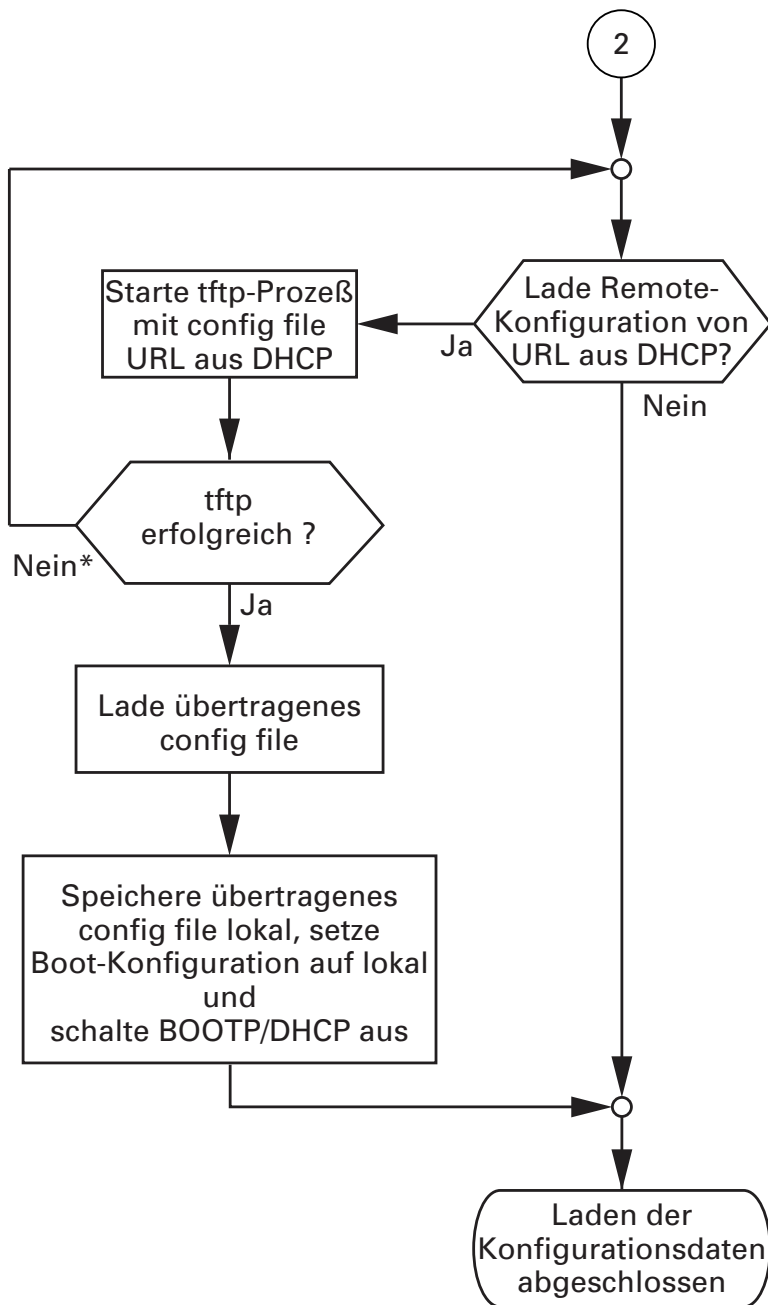 2
Lade Remote-
Konfiguration von
URL aus DHCP?
Ja
Nein
Starte tftp-Prozeß
mit config file
URL aus DHCP
tftp
erfolgreich ?
Nein*
Ja
Lade übertragenes
config file
Speichere übertragenes
config file lokal, setze
Boot-Konfiguration auf lokal
und
schalte BOOTP/DHCP aus
Laden der
Konfigurationsdaten
abgeschlossen